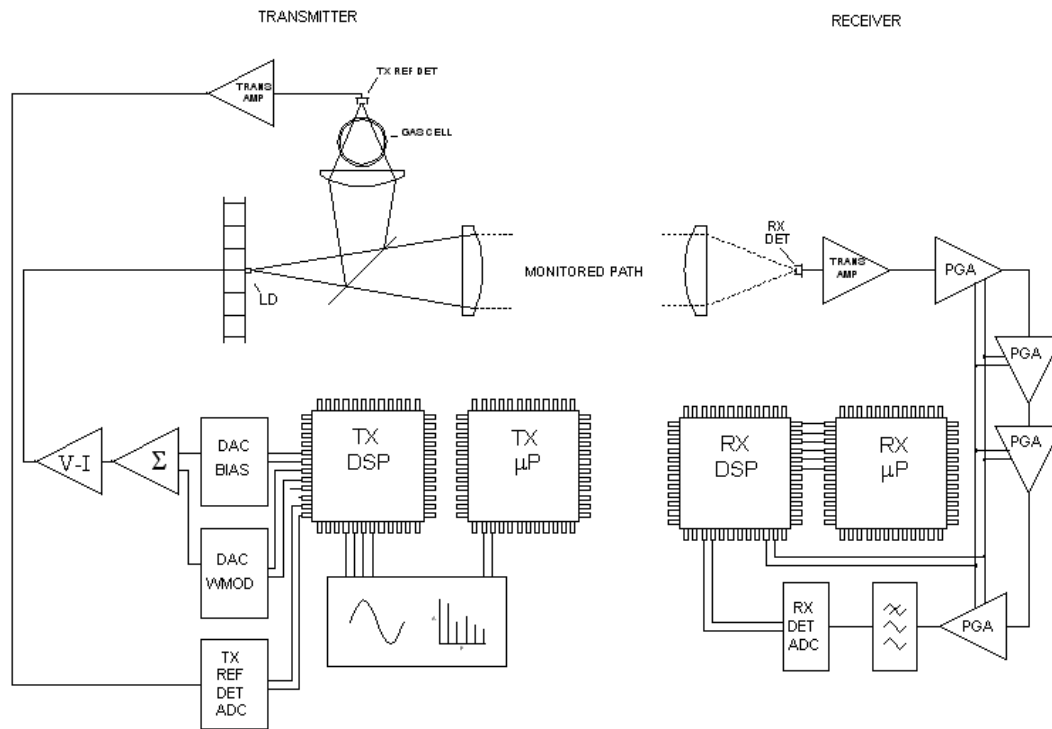 TRANSMITTER
RECEIVER
TX REF DET
TRANS
AMP
GAS CELL
RX
DET
LD
MONITORED PATH
TRANS
AMP
PGA
PGA
PGA
PGA
V-I
Σ
DAC
BIAS
DAC
WMOD
TX
REF
DET
ADC
TX
DSP
TX
µP
RX
DSP
RX
µP
RX
DET
ADC